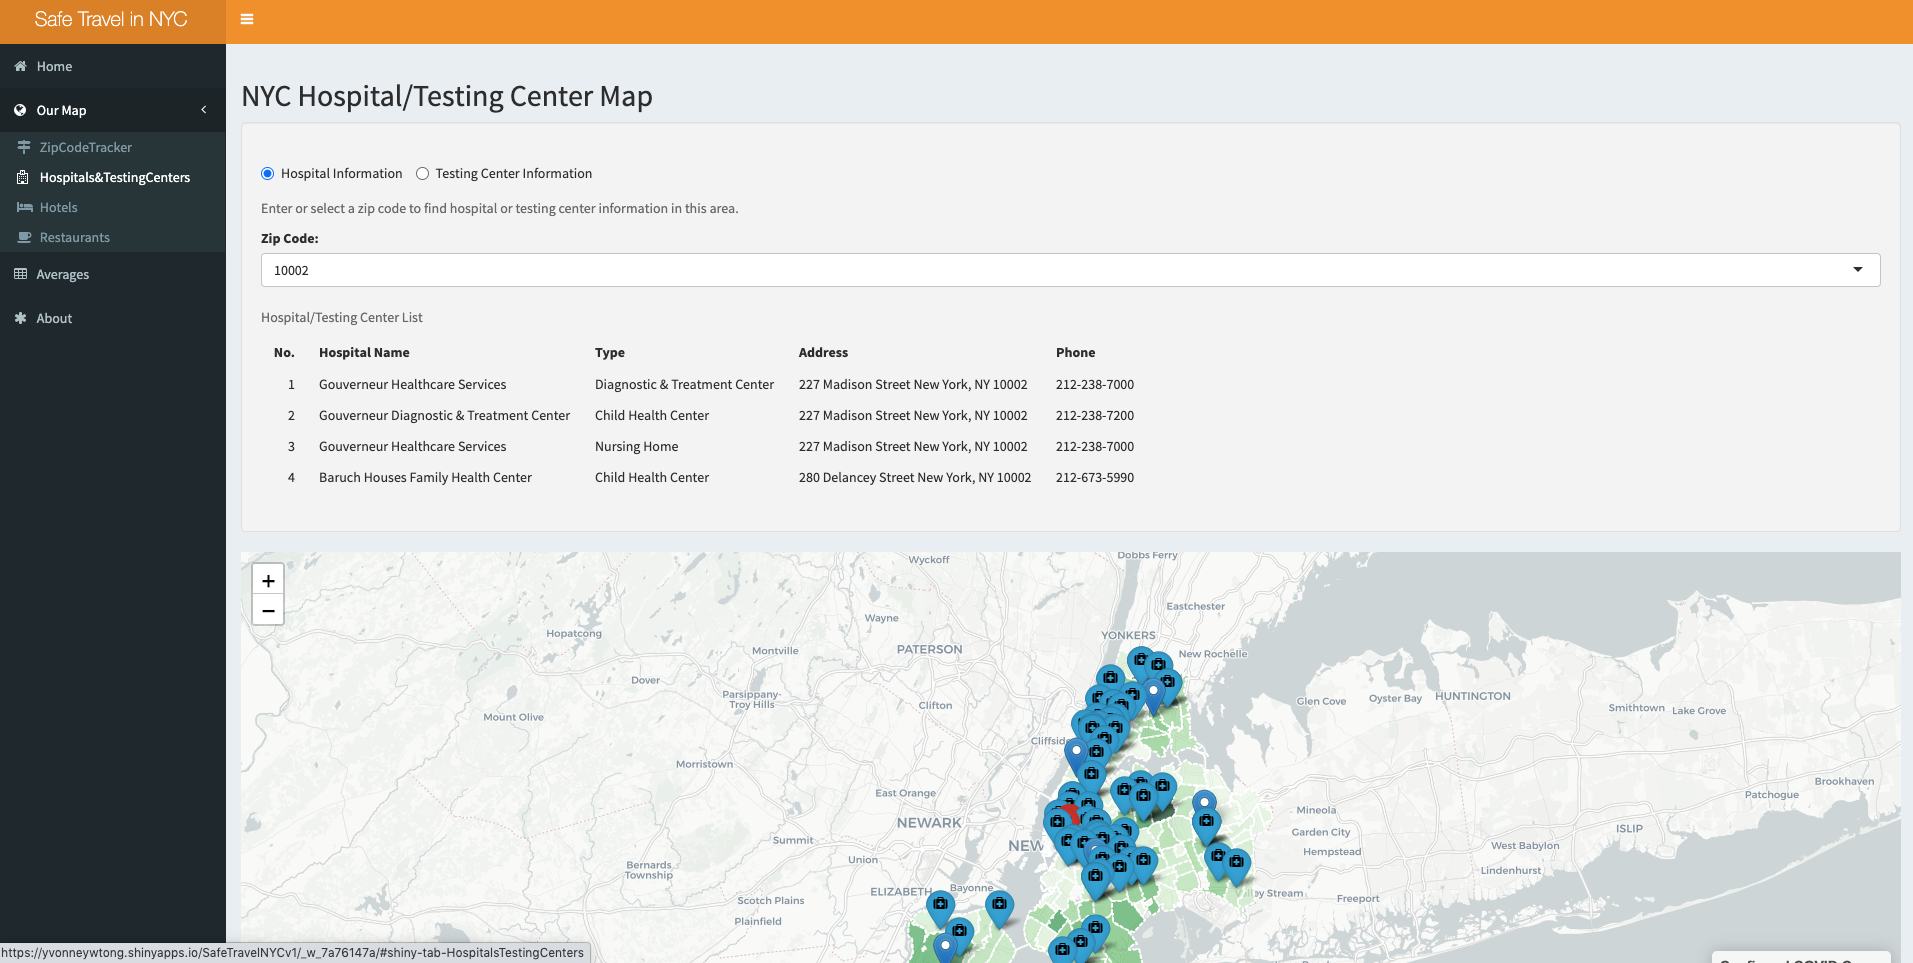 Safe Travel in NYC
Home
Our Map
ZipCodeTracker
Hospitals&TestingCenters
Hotels
Restaurants
Averages
About
NYC Hospital/Testing Center Map
Hospital Information Testing Center Information
Enter or select a zip code to find hospital or testing center information in this area.
Zip Code:
10002
Hospital/Testing Center List
No. Hospital Name Type Address Phone
1 Gouverneur Healthcare Services Diagnostic & Treatment Center 227 Madison Street New York, NY 10002 212-238-7000
2 Gouverneur Diagnostic & Treatment Center Child Health Center 227 Madison Street New York, NY 10002 212-238-7200
3 Gouverneur Healthcare Services Nursing Home 227 Madison Street New York, NY 10002 212-238-7000
4 Baruch Houses Family Health Center Child Health Center 280 Delancey Street New York, NY 10002 212-673-5990
+
−
Wyckoff
Dobbs Ferry
Eastchester
Wayne
Hopatcong
YONKERS
PATERSON
Montville
New Rochelle
Dover
Parsippany-
Troy Hills
Clifton
Glen Cove
Oyster Bay
HUNTINGTON
Smithtown
Lake Grove
Mount Olive
Cliffside
Morristown
East Orange
Brookhaven
Patchogue
Mineola
NEWARK
Garden City
ISLIP
Summit
NEW
Hempstead
West Babylon
Union
Bernards
Township
Lindenhurst
ELIZABETH
Bayonne
Stream
Freeport
Scotch Plains
Plainfield
https://yvonneywtong.shinyapps.io/SafeTravelNYCv1/_w_7a76147a/#shiny-tab-HospitalsTestingCenters